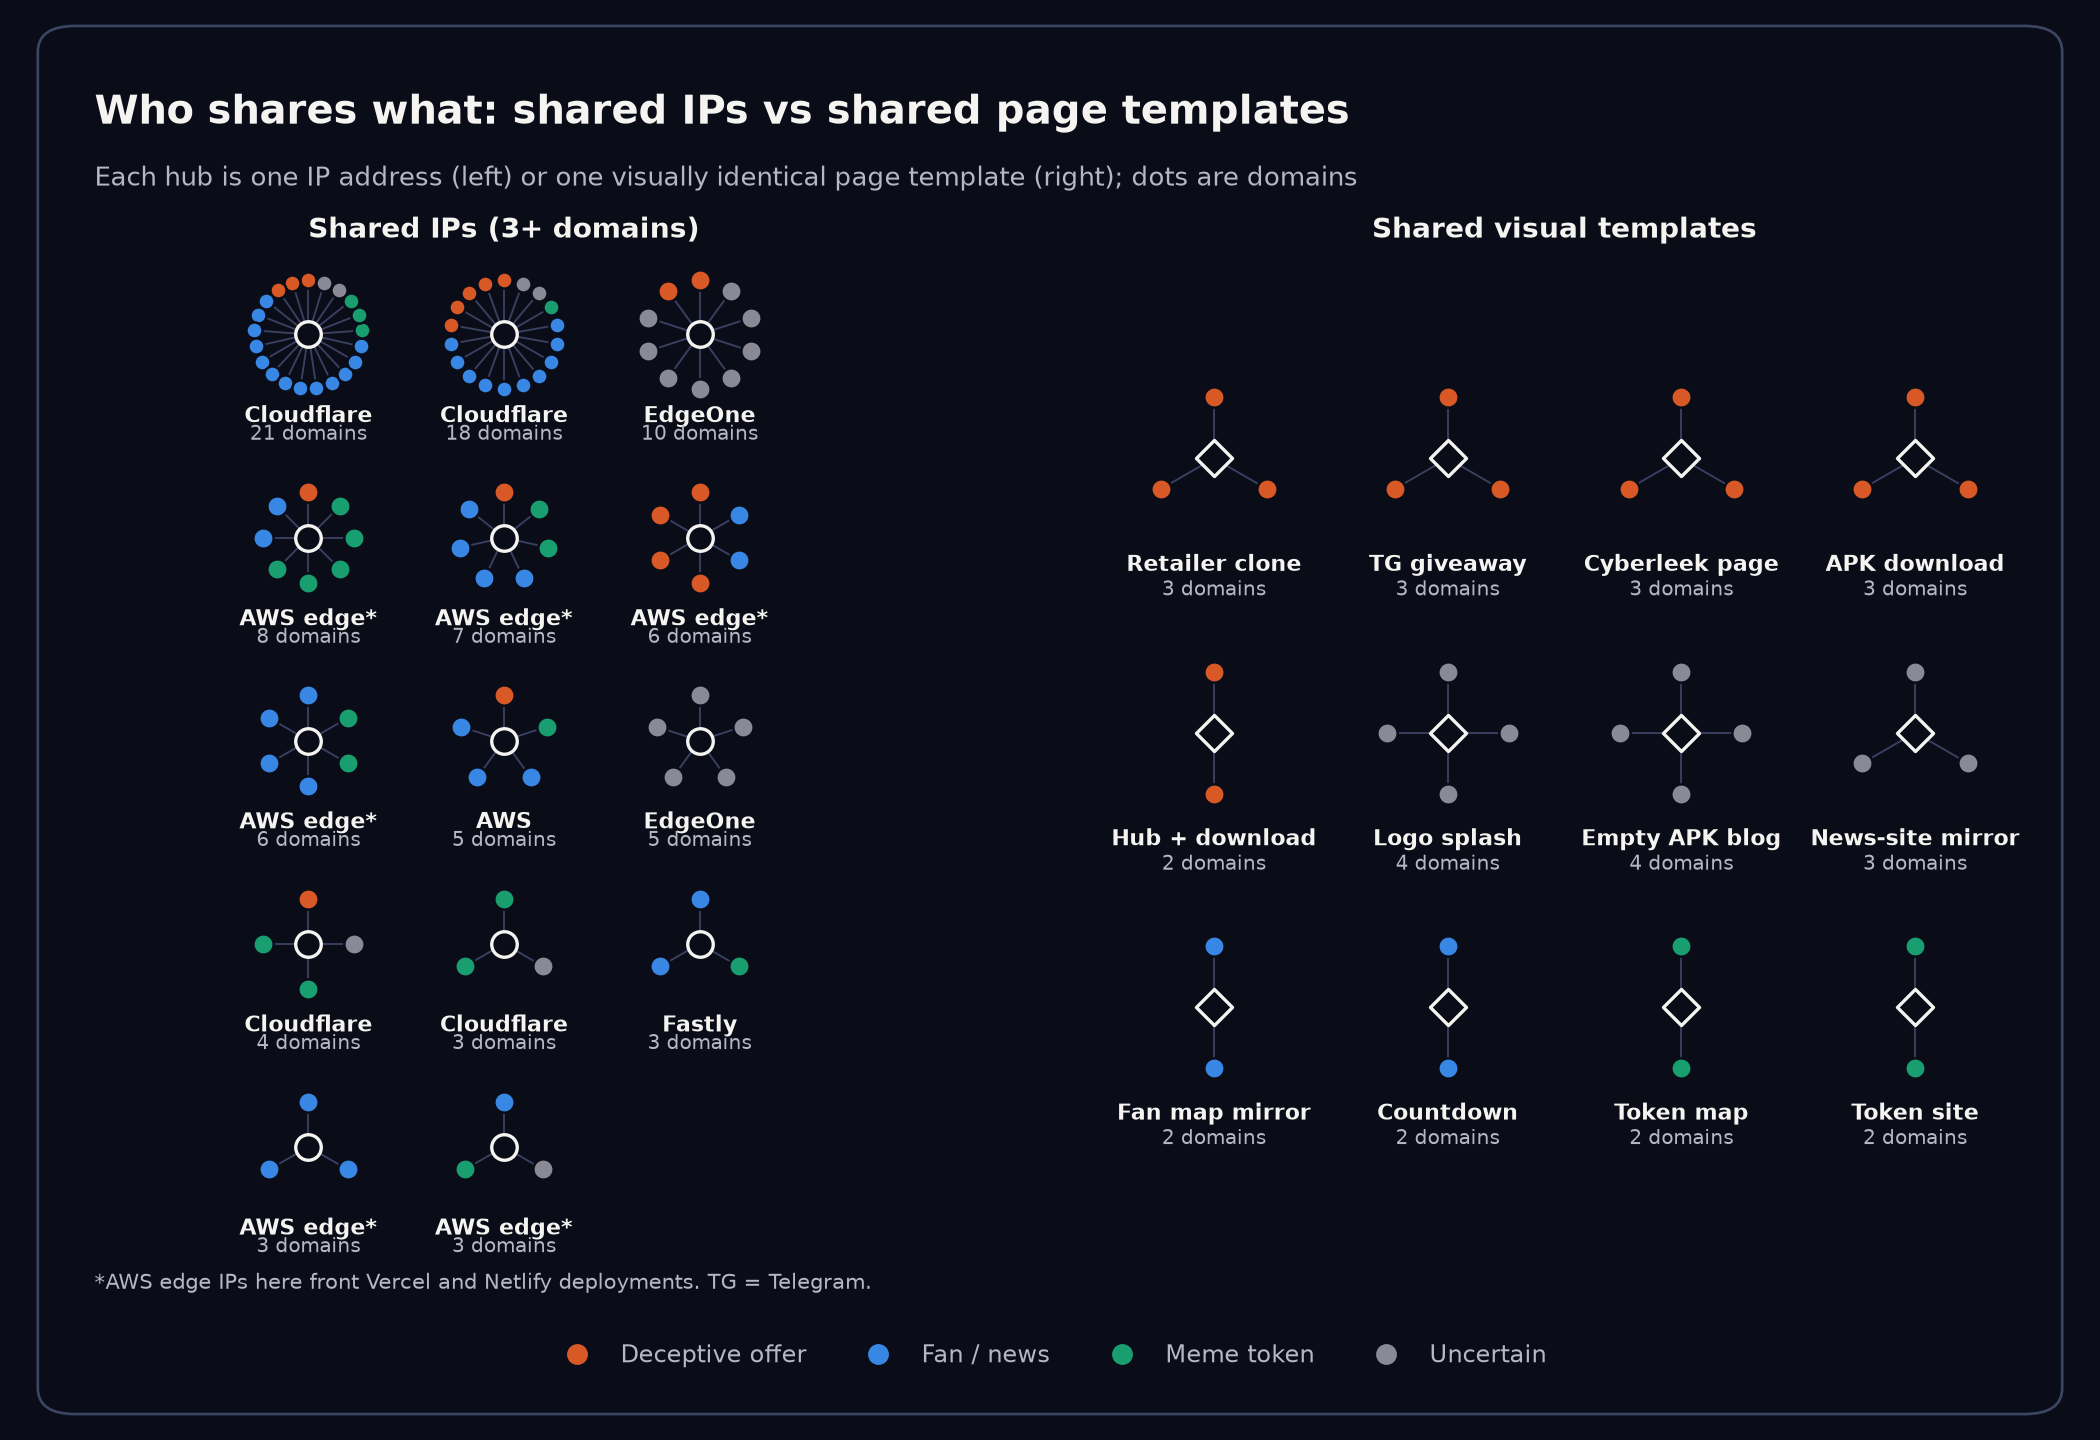 Who shares what: shared IPs vs shared page templates
Each hub is one IP address (left) or one visually identical page template (right); dots are domains
Shared IPs (3+ domains)
Cloudflare
21 domains
Cloudflare
18 domains
EdgeOne
10 domains
AWS edge*
8 domains
AWS edge*
7 domains
AWS edge*
6 domains
AWS edge*
6 domains
AWS
5 domains
EdgeOne
5 domains
Cloudflare
4 domains
Cloudflare
3 domains
Fastly
3 domains
AWS edge*
3 domains
AWS edge*
3 domains
Shared visual templates
Retailer clone
3 domains
TG giveaway
3 domains
Cyberleek page
3 domains
APK download
3 domains
Hub + download
2 domains
Logo splash
4 domains
Empty APK blog
4 domains
News-site mirror
3 domains
Fan map mirror
2 domains
Countdown
2 domains
Token map
2 domains
Token site
2 domains
*AWS edge IPs here front Vercel and Netlify deployments. TG = Telegram.
Deceptive offer
Fan / news
Meme token
Uncertain